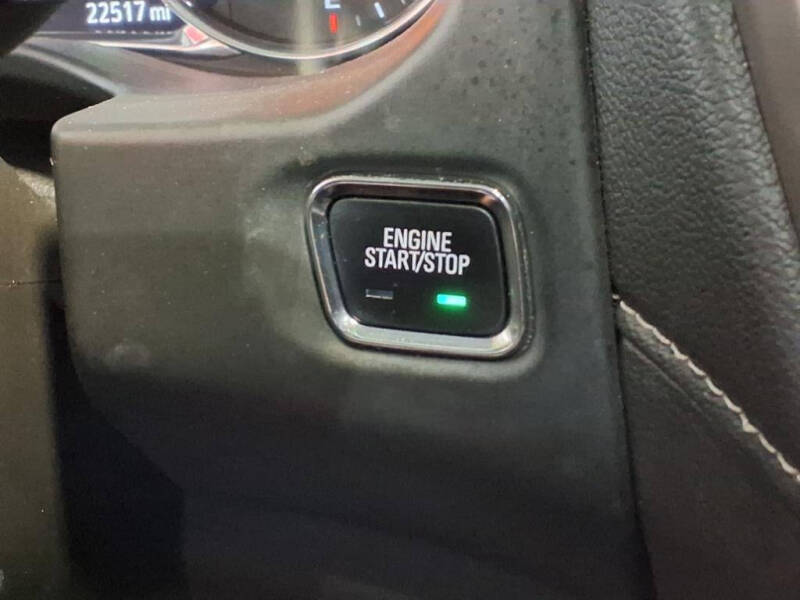 22517 mi
E
ENGINE
START/STOP